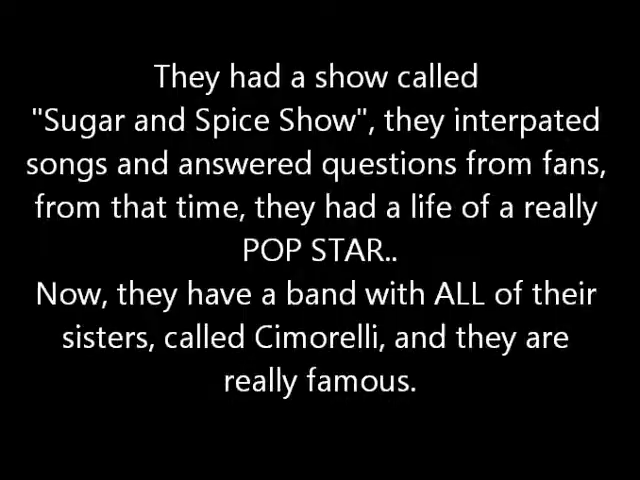 They had a show called
"Sugar and Spice Show", they interpated
songs and answered questions from fans,
from that time, they had a life of a really
POP STAR..
Now, they have a band with ALL of their
sisters, called Cimorelli, and they are
really famous.